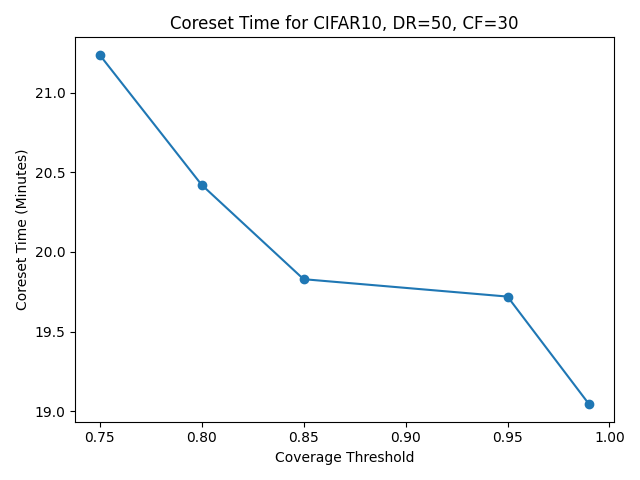 Coreset Time for CIFAR10, DR=50, CF=30
21.0
20.5
20.0
19.5
19.0
Coreset Time (Minutes)
0.75 0.80 0.85 0.90 0.95 1.00
Coverage Threshold